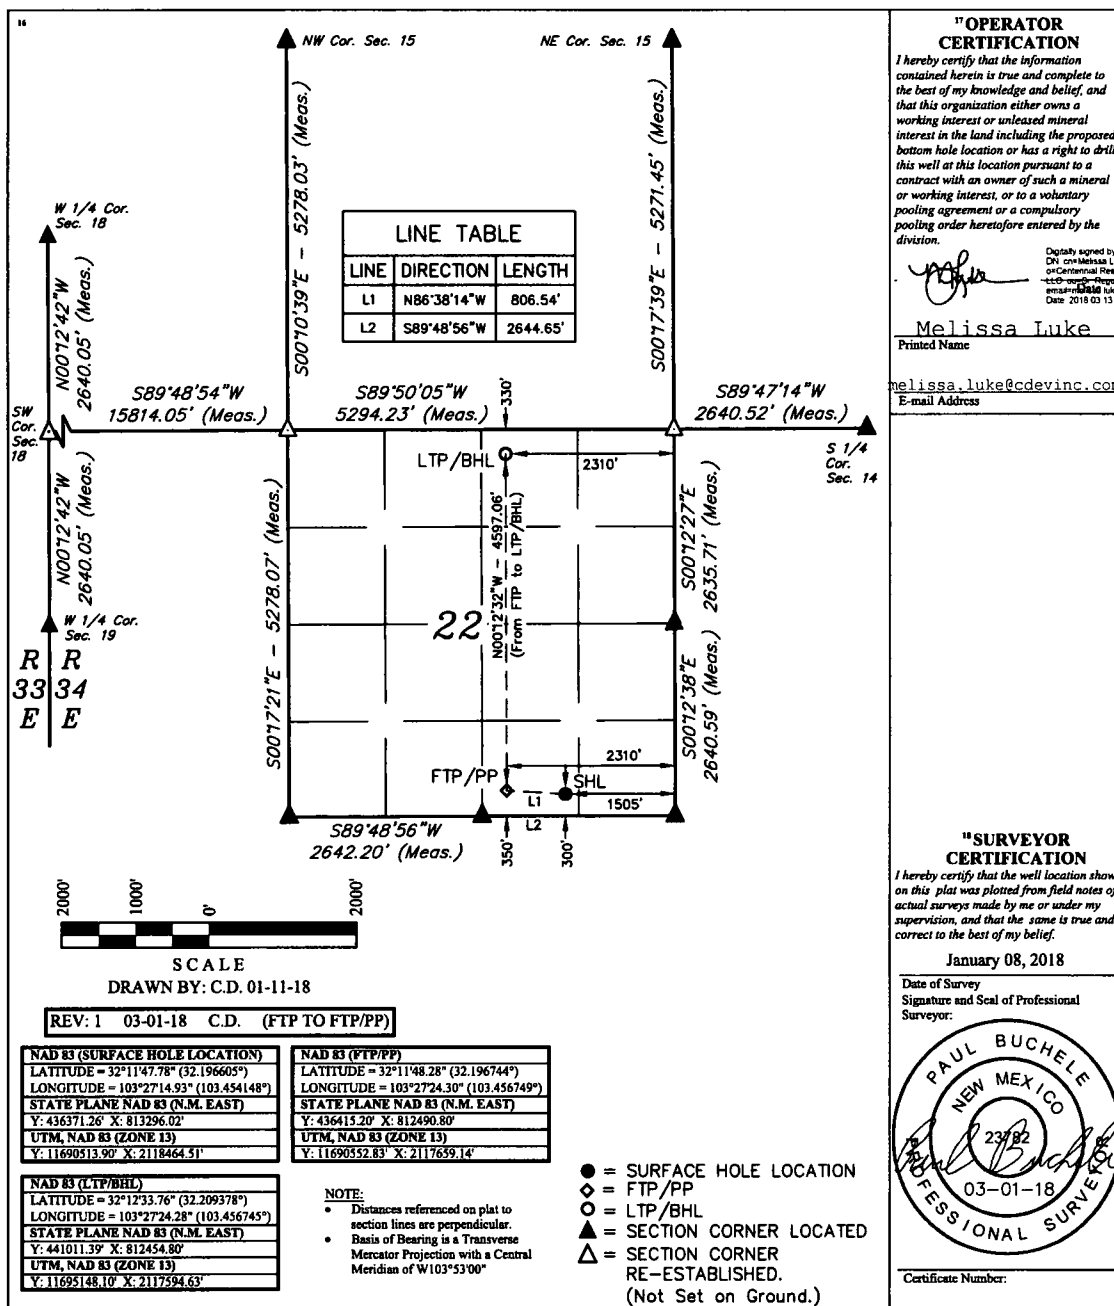 16
NW Cor. Sec. 15
NE Cor. Sec. 15
S00°10'39"E - 5278.03' (Meas.)
S00°17'39"E - 5271.45' (Meas.)
W 1/4 Cor.
Sec. 18
N00°12'42"W
2640.05' (Meas.)
LINE TABLE
LINE DIRECTION LENGTH
L1 N86°38'14"W 806.54'
L2 S89°48'56"W 2644.65'
S89°48'54"W
15814.05' (Meas.)
S89°50'05"W
5294.23' (Meas.)
330'
S89°47'14"W
2640.52' (Meas.)
SW
Cor.
Sec.
18
S 1/4
Cor.
Sec. 14
LTP/BHL
2310'
N00°12'42"W
2640.05' (Meas.)
S00°17'21"E - 5278.07' (Meas.)
N00°12'32"W - 4597.06'
(From FTP to LTP/BHL)
S00°12'27"E
2635.71' (Meas.)
22
W 1/4 Cor.
Sec. 19
R R
33 34
E E
S00°12'38"E
2640.59' (Meas.)
2310'
FTP/PP
SHL
L1
1505'
L2
S89°48'56"W
2642.20' (Meas.)
350'
300'
2000'
1000'
0'
2000'
SCALE
DRAWN BY: C.D. 01-11-18
REV: 1 03-01-18 C.D. (FTP TO FTP/PP)
NAD 83 (SURFACE HOLE LOCATION)
LATITUDE = 32°11'47.78" (32.196605°)
LONGITUDE = 103°27'14.93" (103.454148°)
STATE PLANE NAD 83 (N.M. EAST)
Y: 436371.26' X: 813296.02'
UTM, NAD 83 (ZONE 13)
Y: 11690513.90' X: 2118464.51'
NAD 83 (FTP/PP)
LATITUDE = 32°11'48.28" (32.196744°)
LONGITUDE = 103°27'24.30" (103.456749°)
STATE PLANE NAD 83 (N.M. EAST)
Y: 436415.20' X: 812490.80'
UTM, NAD 83 (ZONE 13)
Y: 11690552.83' X: 2117659.14'
NAD 83 (LTP/BHL)
LATITUDE = 32°12'33.76" (32.209378°)
LONGITUDE = 103°27'24.28" (103.456745°)
STATE PLANE NAD 83 (N.M. EAST)
Y: 441011.39' X: 812454.80'
UTM, NAD 83 (ZONE 13)
Y: 11695148.10' X: 2117594.63'
NOTE:
• Distances referenced on plat to
section lines are perpendicular.
• Basis of Bearing is a Transverse
Mercator Projection with a Central
Meridian of W103°53'00"
● = SURFACE HOLE LOCATION
◇ = FTP/PP
○ = LTP/BHL
▲ = SECTION CORNER LOCATED
△ = SECTION CORNER
RE-ESTABLISHED.
(Not Set on Ground.)
17 OPERATOR
CERTIFICATION
I hereby certify that the information
contained herein is true and complete to
the best of my knowledge and belief, and
that this organization either owns a
working interest or unleased mineral
interest in the land including the proposed
bottom hole location or has a right to drill
this well at this location pursuant to a
contract with an owner of such a mineral
or working interest, or to a voluntary
pooling agreement or a compulsory
pooling order heretofore entered by the
division.
Digitally signed by
DN cn=Melissa L
o=Centennial Res
Date
Date 2018 03 13
Melissa Luke
Printed Name
melissa.luke@cdevinc.com
E-mail Address
18 SURVEYOR
CERTIFICATION
I hereby certify that the well location show
on this plat was plotted from field notes of
actual surveys made by me or under my
supervision, and that the same is true and
correct to the best of my belief.
January 08, 2018
Date of Survey
Signature and Seal of Professional
Surveyor:
PAUL BUCHELE
NEW MEXICO
23782
Paul Buchele
03-01-18
PROFESSIONAL SURVEYOR
Certificate Number: